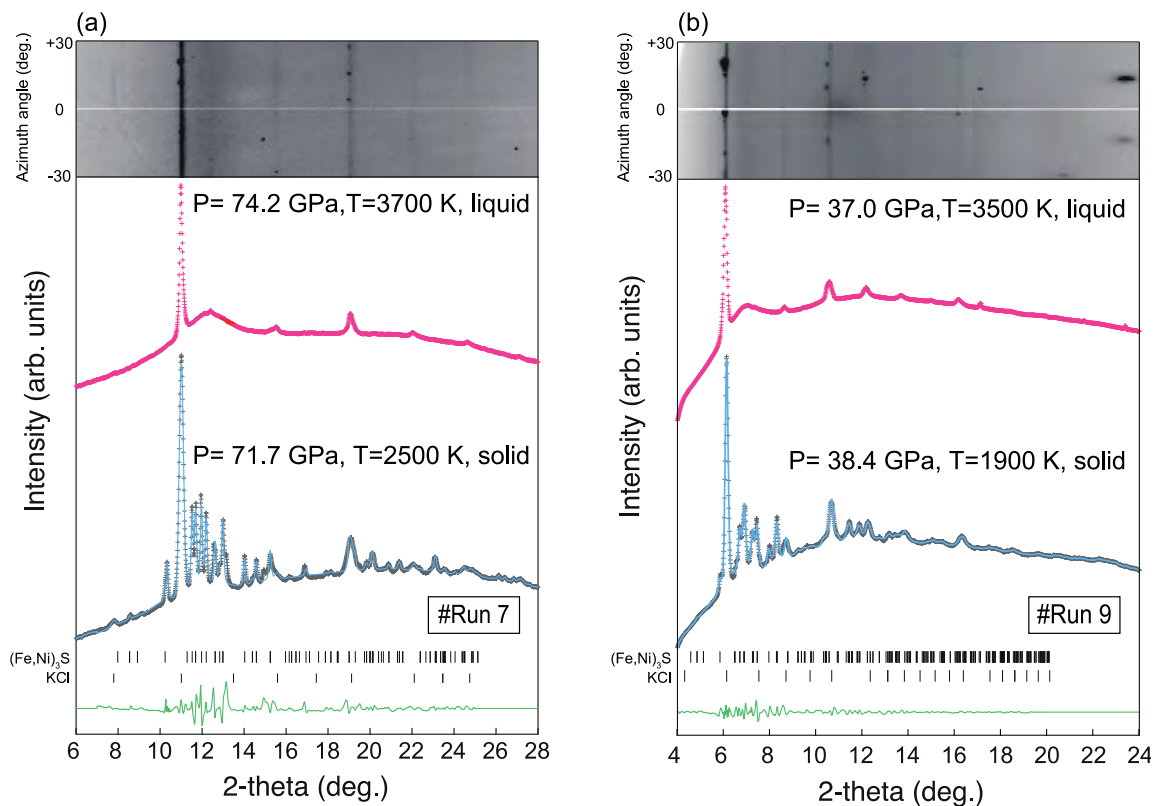 (a)
+30
0
-30
Azimuth angle (deg.)
P= 74.2 GPa,T=3700 K, liquid
P= 71.7 GPa, T=2500 K, solid
#Run 7
(Fe,Ni)3S
KCl
Intensity (arb. units)
6 8 10 12 14 16 18 20 22 24 26 28
2-theta (deg.)
(b)
+30
0
-30
Azimuth angle (deg.)
P= 37.0 GPa,T=3500 K, liquid
P= 38.4 GPa, T=1900 K, solid
#Run 9
(Fe,Ni)3S
KCl
Intensity (arb. units)
4 6 8 10 12 14 16 18 20 22 24
2-theta (deg.)